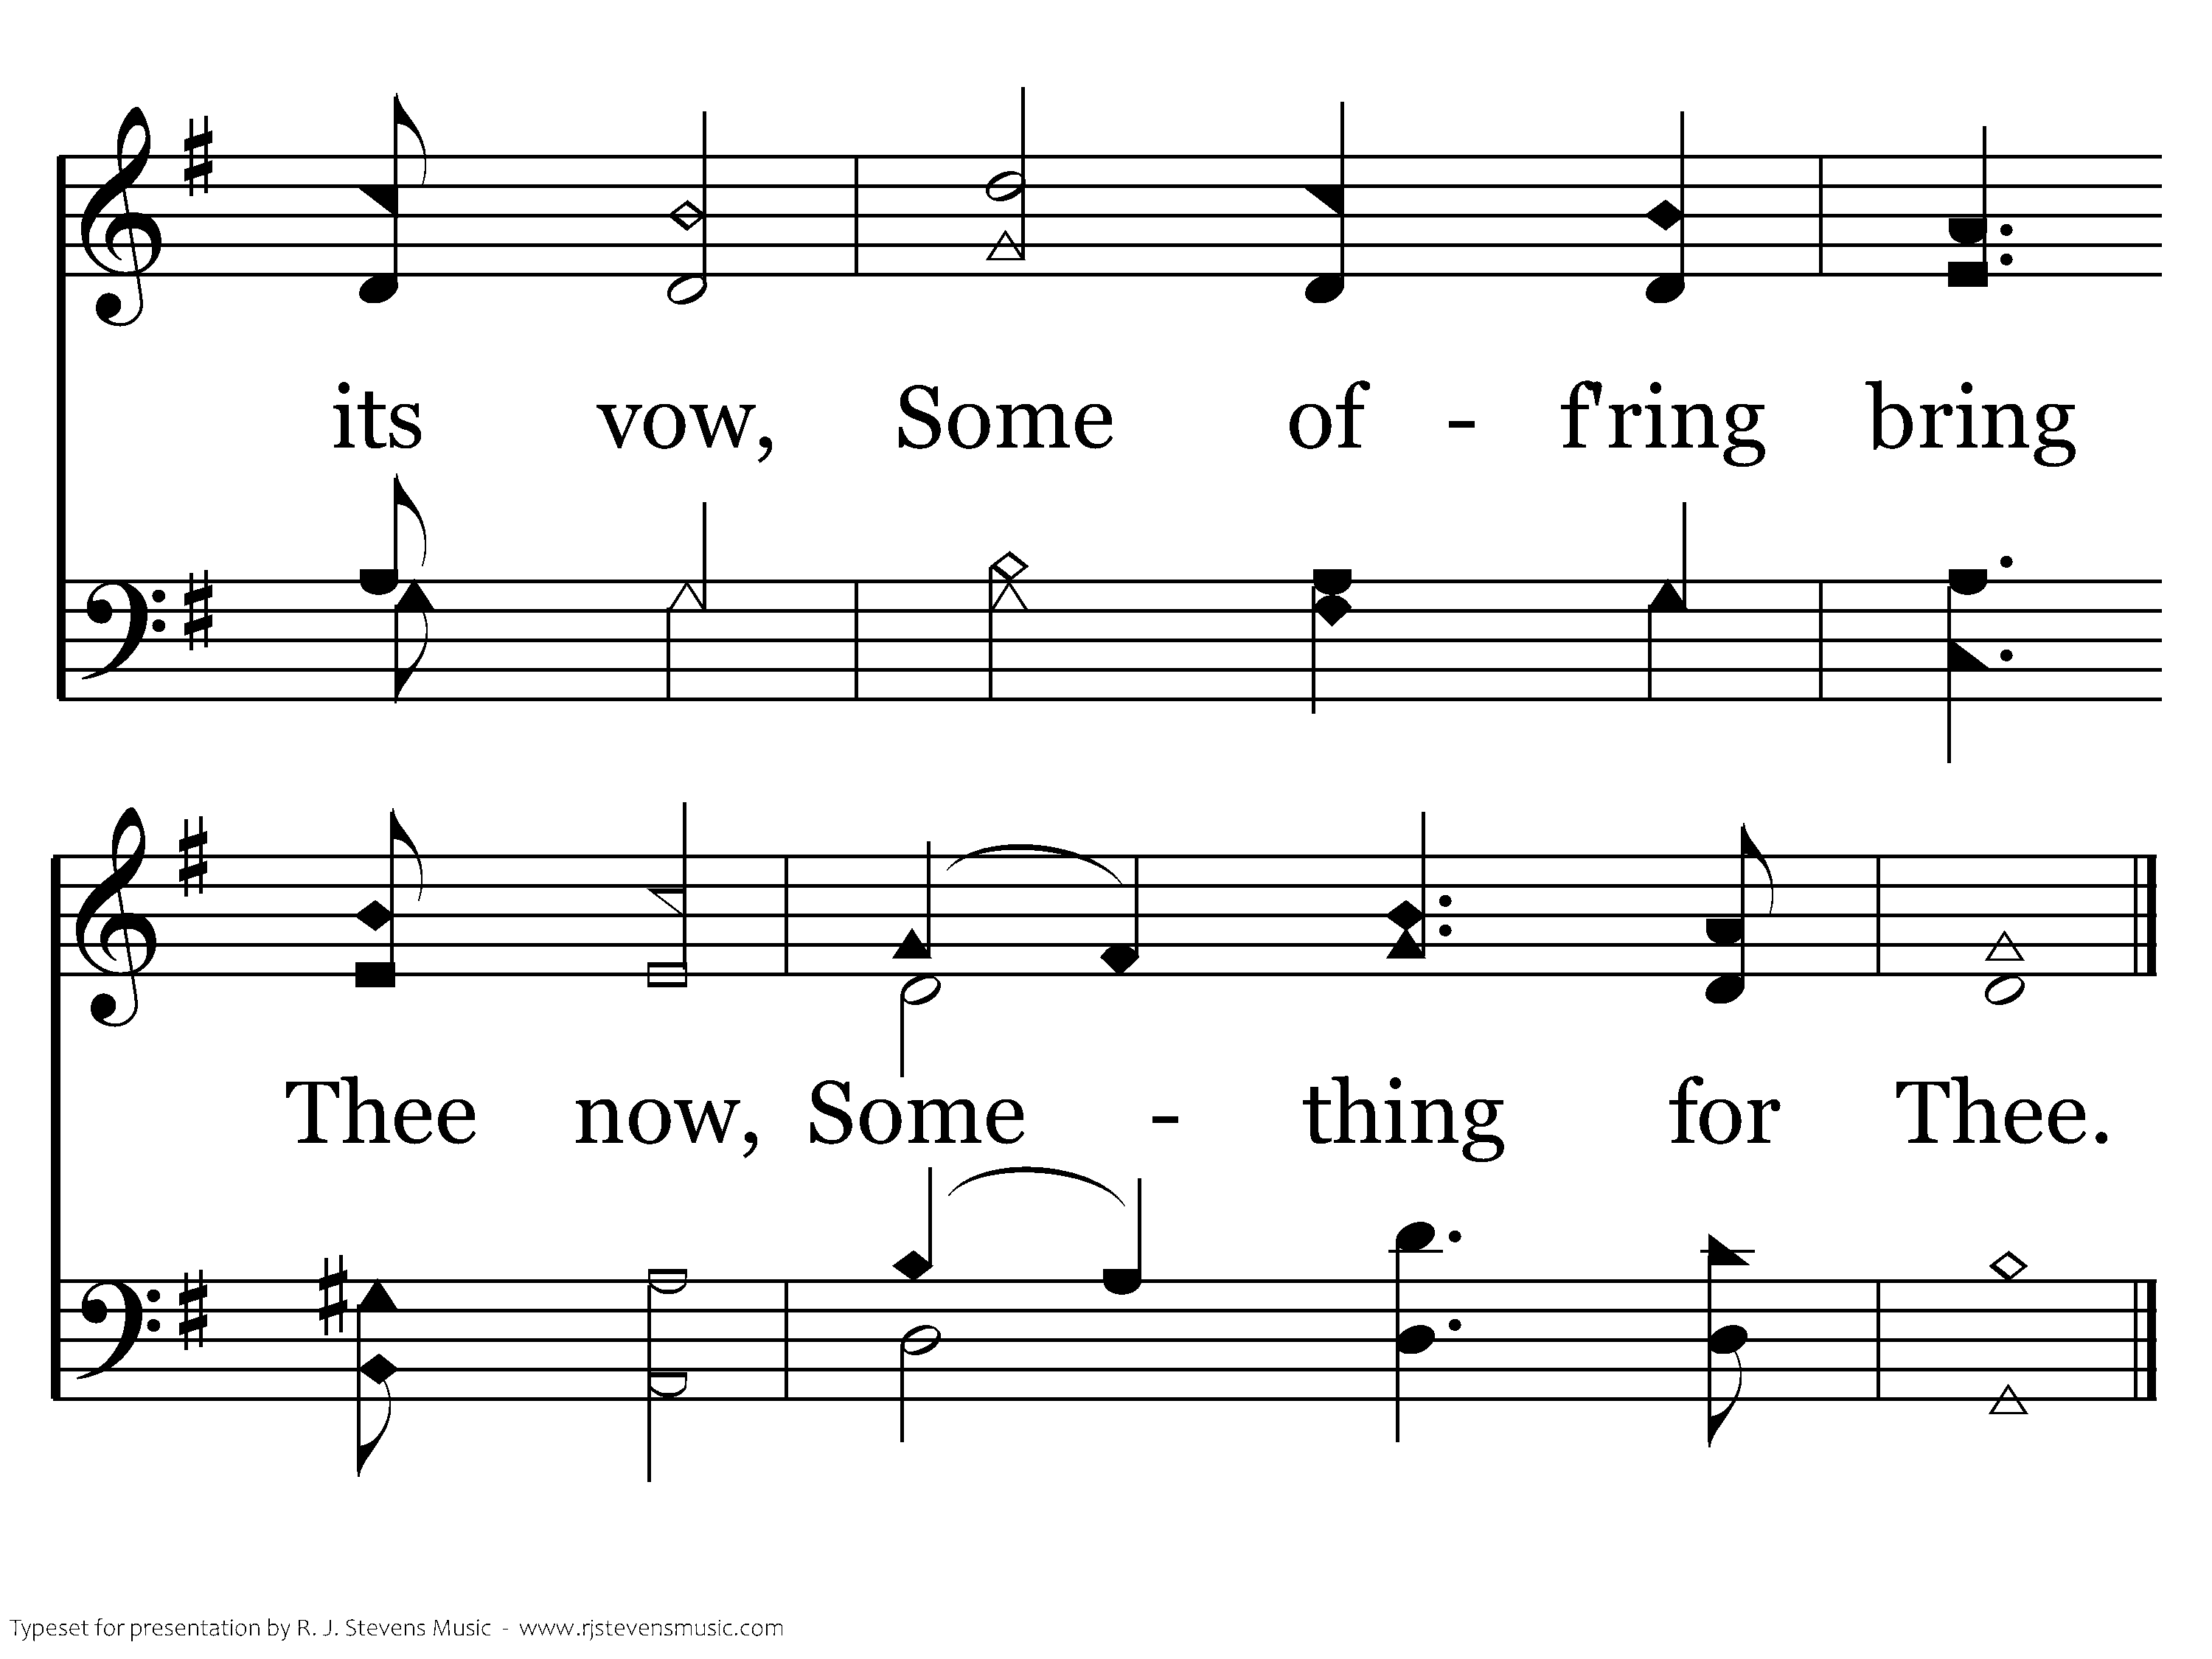 its vow, Some of - f'ring bring
Thee now, Some - thing for Thee.
Typeset for presentation by R. J. Stevens Music - www.rjstevensmusic.com